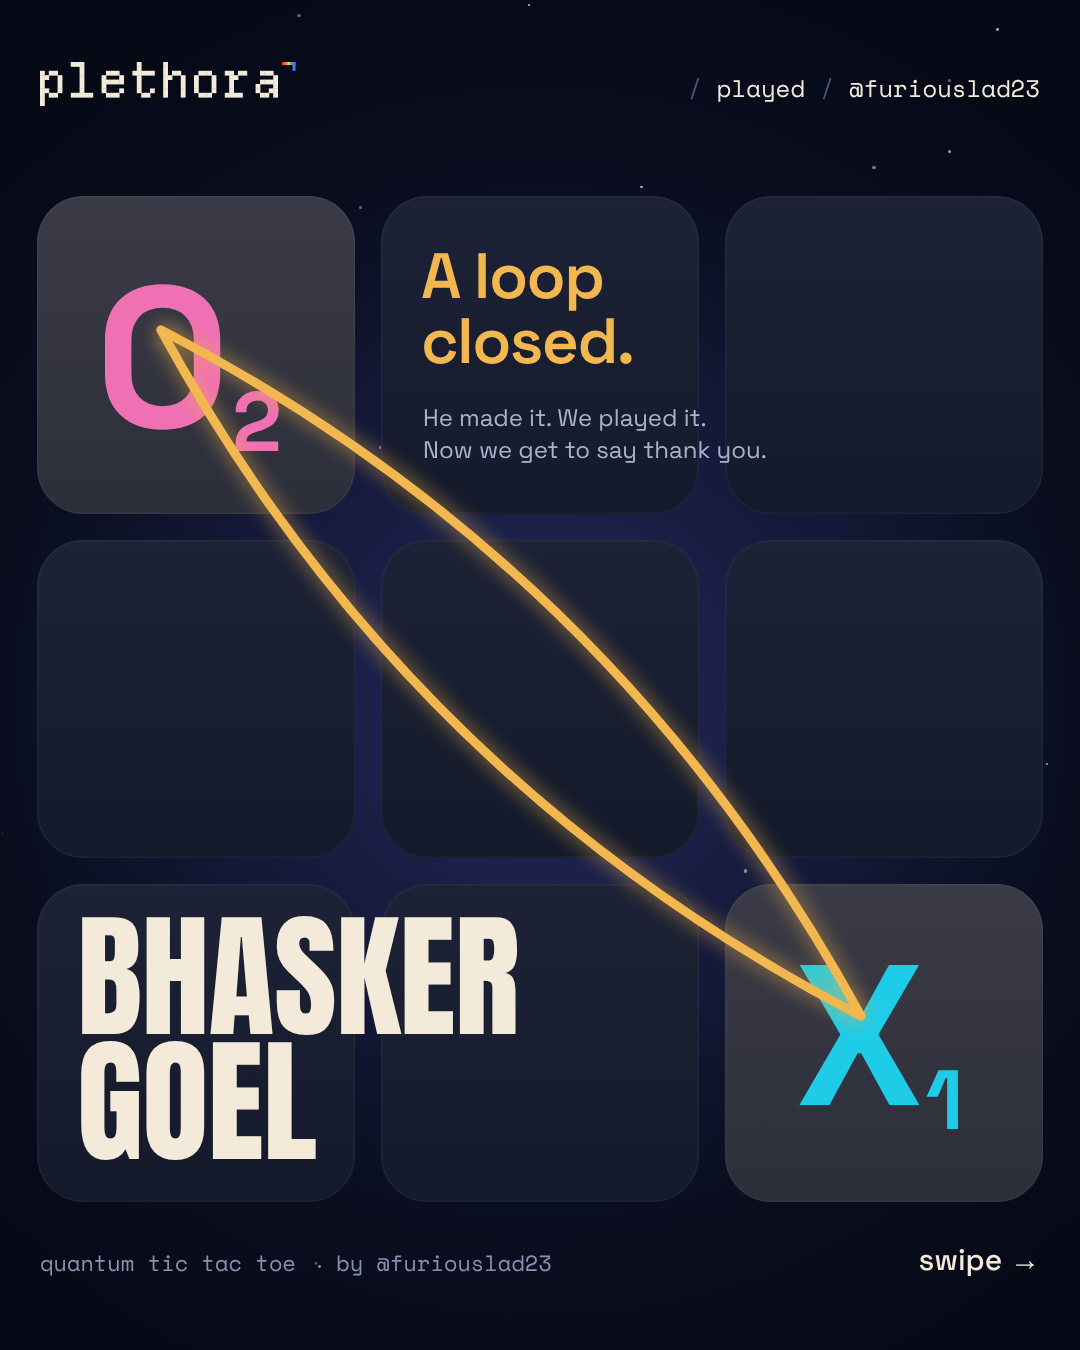 plethora
/ played / @furiouslad23
O2
A loop
closed.
He made it. We played it.
Now we get to say thank you.
BHASKER
GOEL
X1
quantum tic tac toe · by @furiouslad23
swipe →